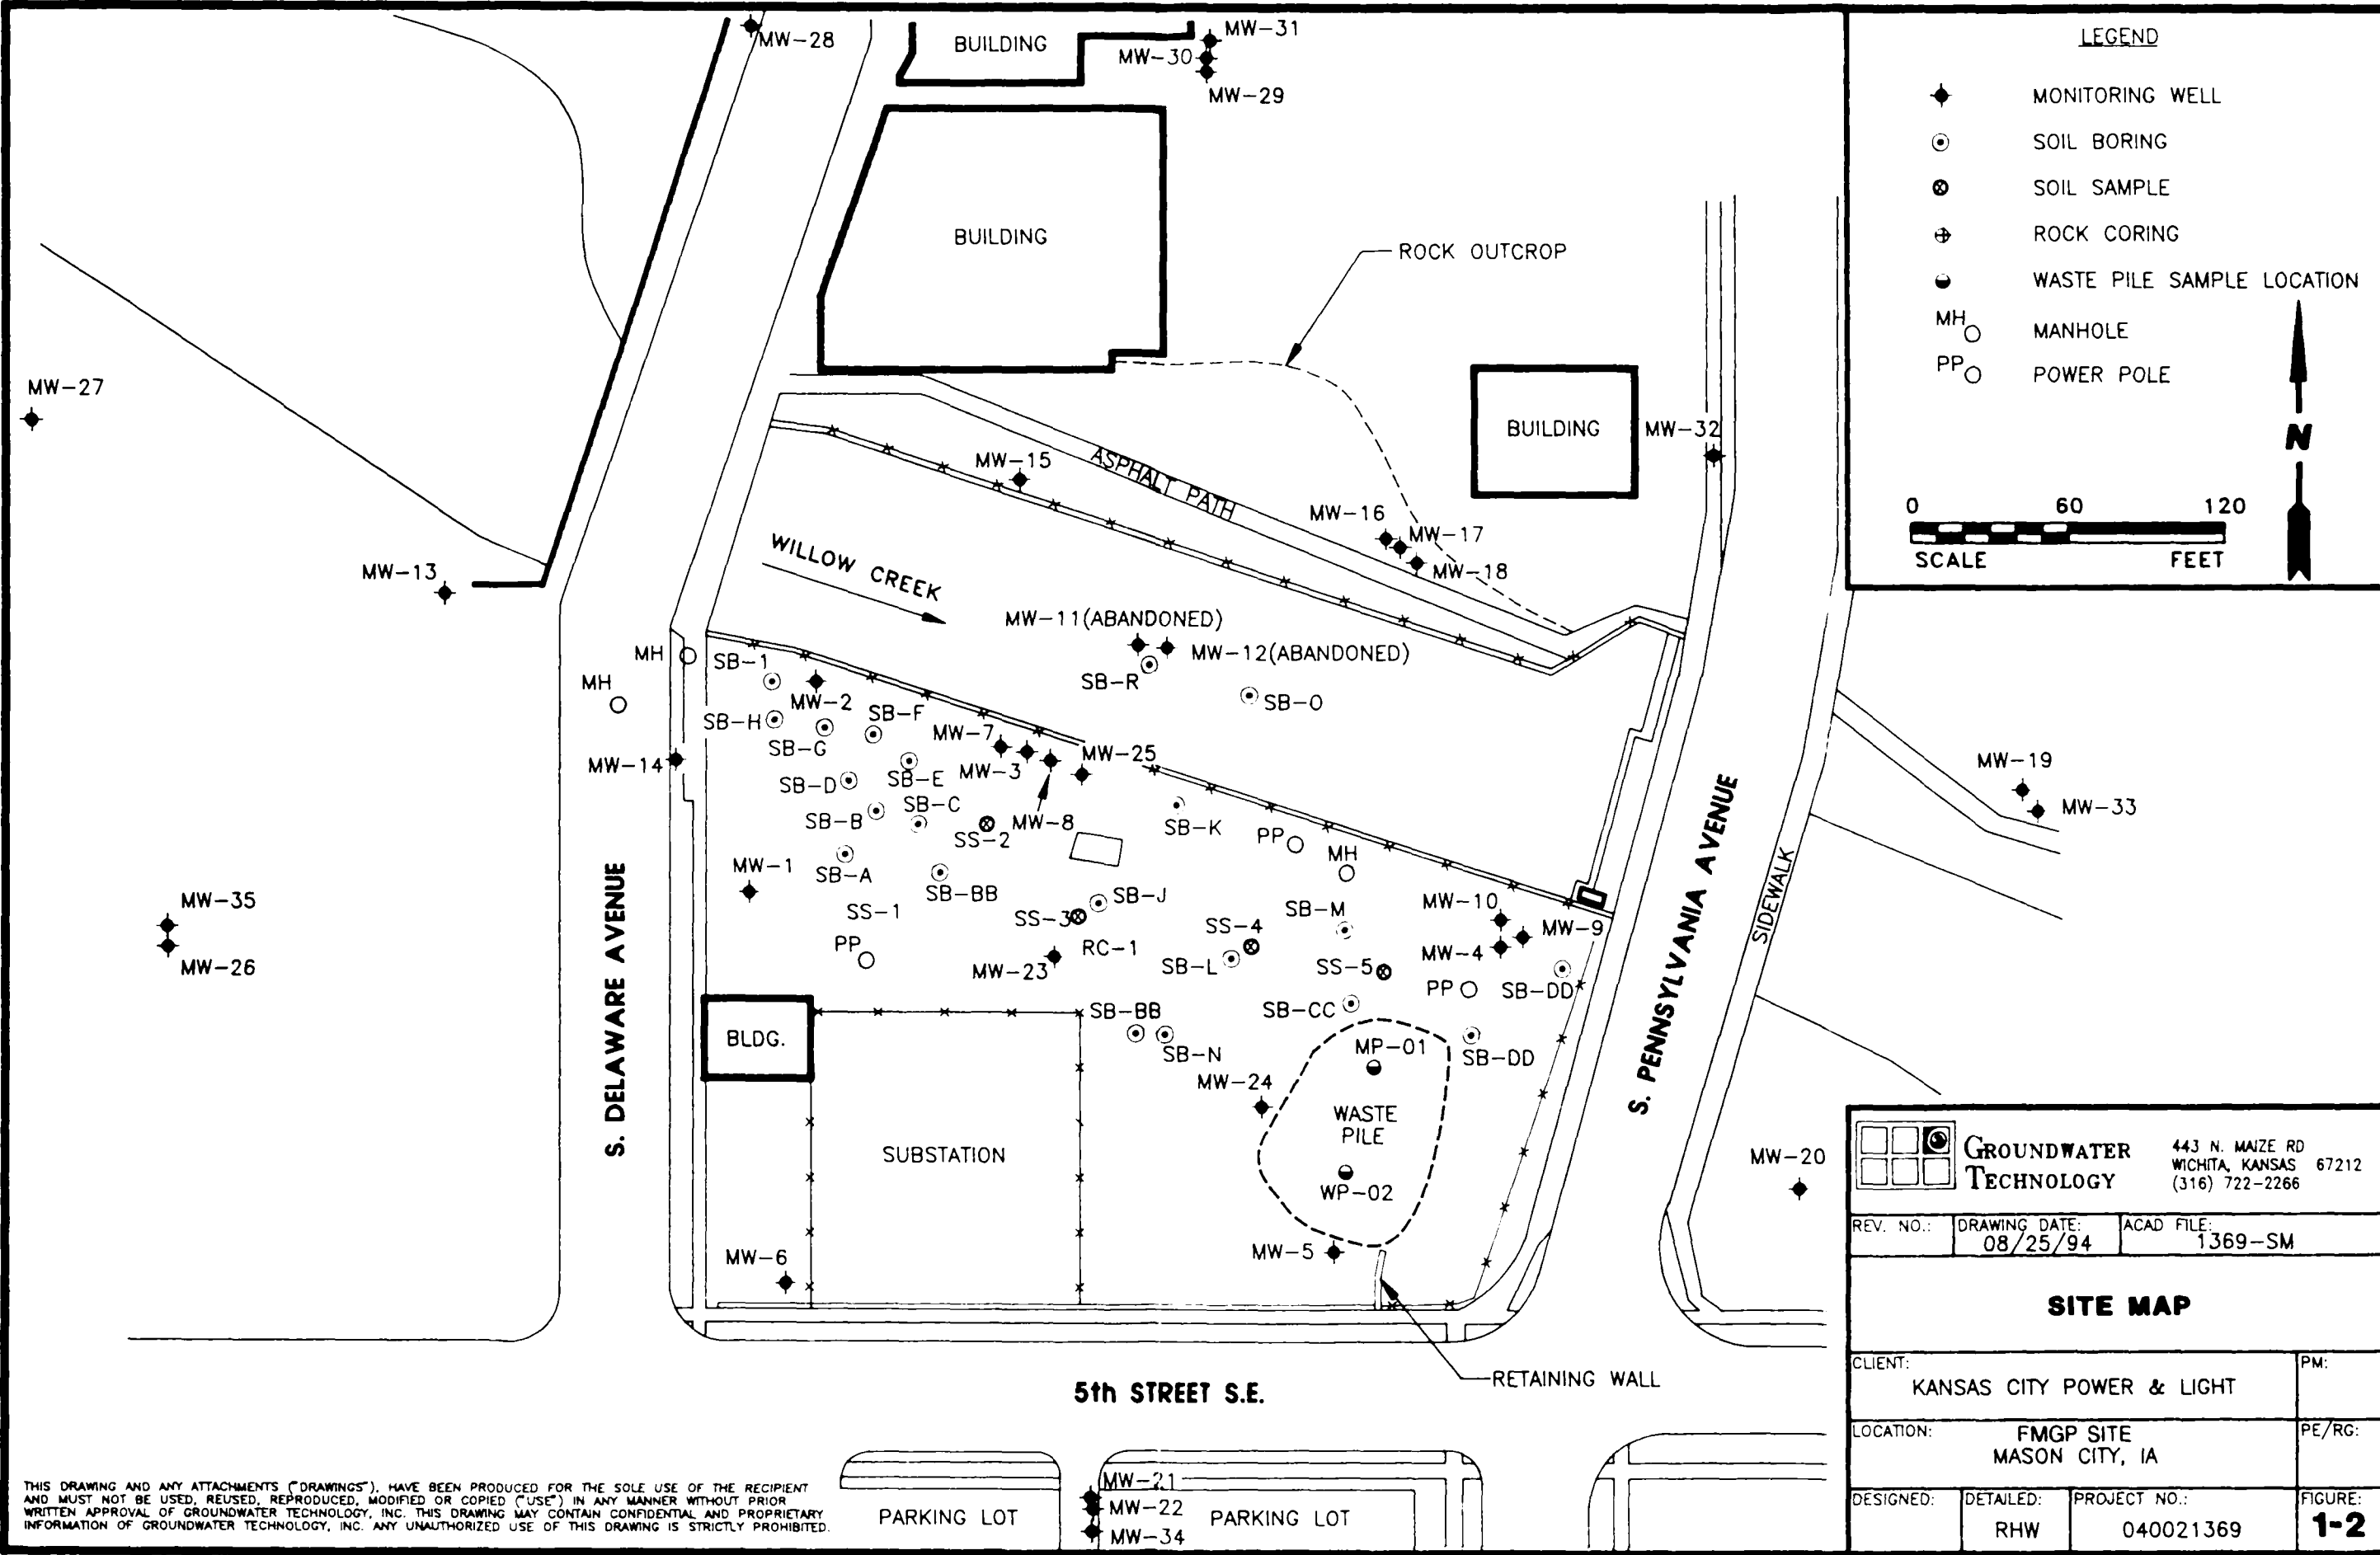 MW-28
BUILDING
MW-31
MW-30
MW-29
BUILDING
ROCK OUTCROP
MW-27
BUILDING
MW-32
MW-15
ASPHALT PATH
MW-16
MW-17
MW-18
MW-13
WILLOW CREEK
MW-11(ABANDONED)
MW-12(ABANDONED)
MH
SB-1
SB-R
MH
MW-2
SB-O
SB-H
SB-F
SB-G
MW-7
MW-25
MW-14
SB-D
SB-E
MW-3
MW-19
SB-C
SB-B
MW-8
SS-2
SB-K
PP
MH
MW-33
MW-1
SB-A
SB-BB
SB-J
S. PENNSYLVANIA AVENUE
SIDEWALK
MW-35
SS-1
SS-3
SB-M
MW-10
SS-4
MW-9
PP
RC-1
MW-4
MW-26
MW-23
SB-L
SS-5
PP
SB-DD
S. DELAWARE AVENUE
SB-BB
SB-CC
BLDG.
SB-N
MP-01
SB-DD
MW-24
WASTE
PILE
SUBSTATION
MW-20
WP-02
MW-6
MW-5
RETAINING WALL
5th STREET S.E.
MW-21
MW-22
MW-34
PARKING LOT
PARKING LOT
THIS DRAWING AND ANY ATTACHMENTS ("DRAWINGS"), HAVE BEEN PRODUCED FOR THE SOLE USE OF THE RECIPIENT
AND MUST NOT BE USED, REUSED, REPRODUCED, MODIFIED OR COPIED ("USE") IN ANY MANNER WITHOUT PRIOR
WRITTEN APPROVAL OF GROUNDWATER TECHNOLOGY, INC. THIS DRAWING MAY CONTAIN CONFIDENTIAL AND PROPRIETARY
INFORMATION OF GROUNDWATER TECHNOLOGY, INC. ANY UNAUTHORIZED USE OF THIS DRAWING IS STRICTLY PROHIBITED.
LEGEND
MONITORING WELL
SOIL BORING
SOIL SAMPLE
ROCK CORING
WASTE PILE SAMPLE LOCATION
MH MANHOLE
PP POWER POLE
N
0 60 120
SCALE FEET
GROUNDWATER
TECHNOLOGY
443 N. MAIZE RD
WICHITA, KANSAS 67212
(316) 722-2266
REV. NO.:
DRAWING DATE:
08/25/94
ACAD FILE:
1369-SM
SITE MAP
CLIENT:
KANSAS CITY POWER & LIGHT
PM:
LOCATION:
FMGP SITE
MASON CITY, IA
PE/RG:
DESIGNED:
DETAILED:
RHW
PROJECT NO.:
040021369
FIGURE:
1-2